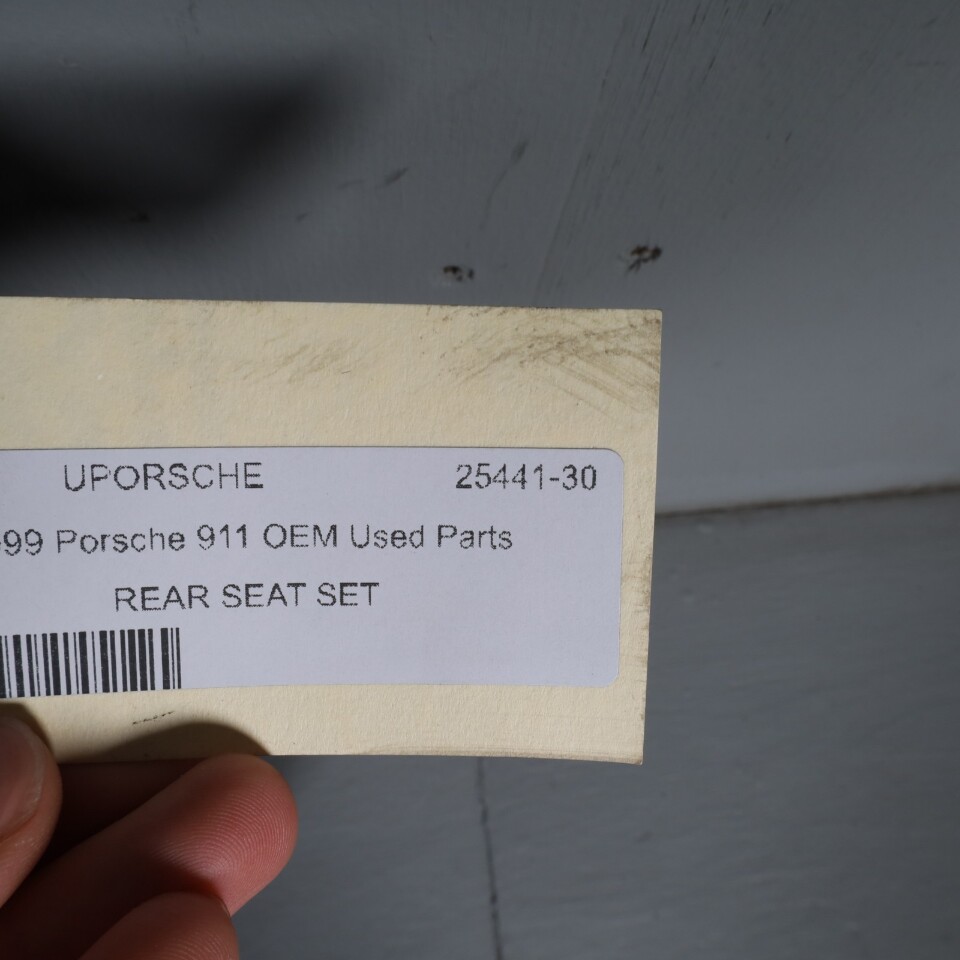 UPORSCHE 25441-30
99 Porsche 911 OEM Used Parts
REAR SEAT SET